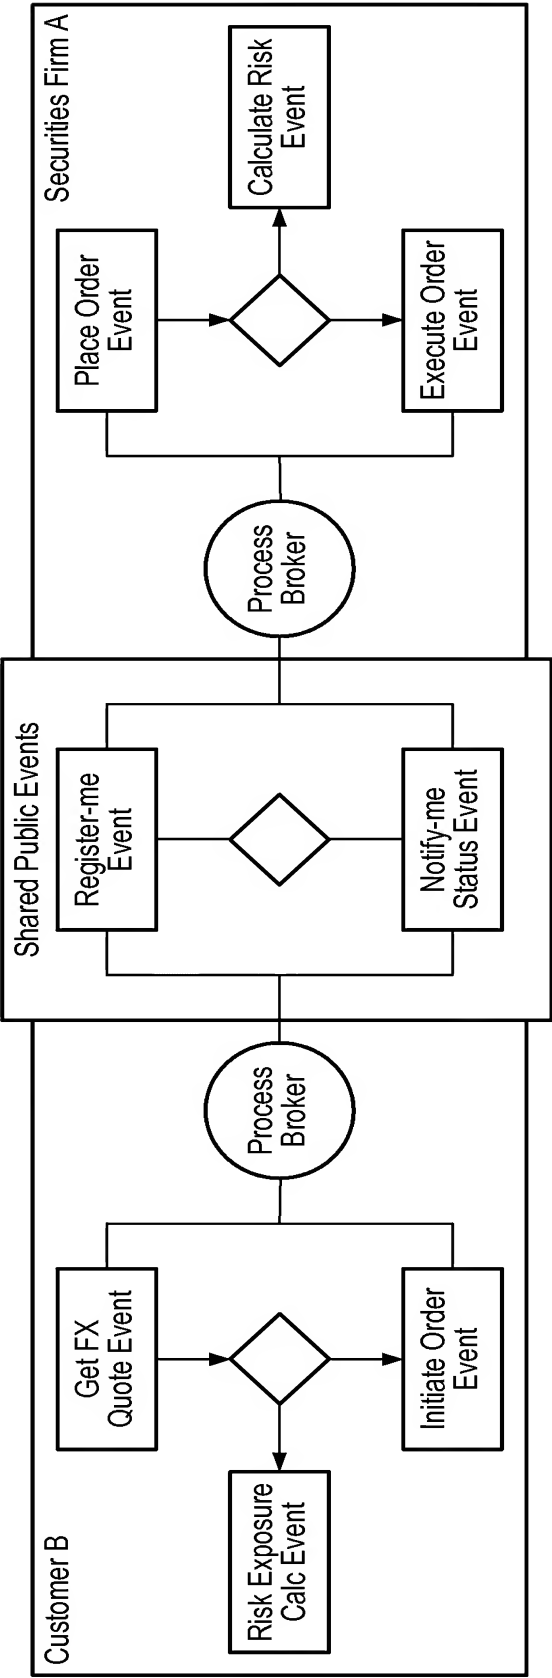 Customer B
Get FX
Quote Event
Risk Exposure
Calc Event
Initiate Order
Event
Process
Broker
Shared Public Events
Register-me
Event
Notify-me
Status Event
Process
Broker
Securities Firm A
Place Order
Event
Calculate Risk
Event
Execute Order
Event